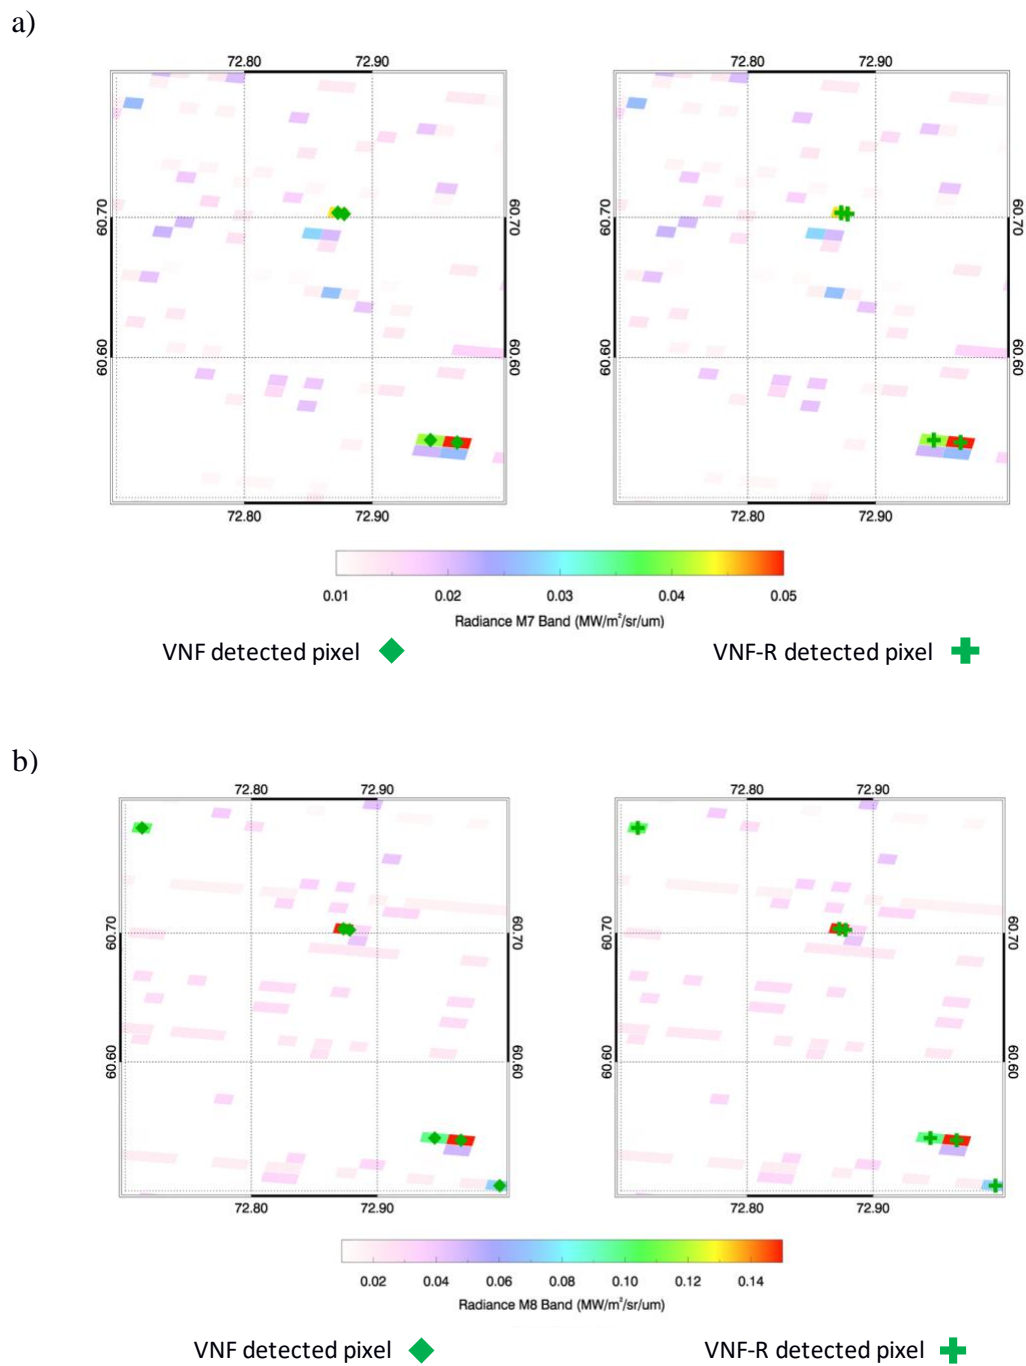 a)
72.80 72.90 72.80 72.90
60.70 60.70 60.70 60.70
60.60 60.60 60.60 60.60
72.80 72.90 72.80 72.90
0.01 0.02 0.03 0.04 0.05
Radiance M7 Band (MW/m²/sr/um)
VNF detected pixel VNF-R detected pixel
b)
72.80 72.90 72.80 72.90
60.70 60.70 60.70 60.70
60.60 60.60 60.60 60.60
72.80 72.90 72.80 72.90
0.02 0.04 0.06 0.08 0.10 0.12 0.14
Radiance M8 Band (MW/m²/sr/um)
VNF detected pixel VNF-R detected pixel